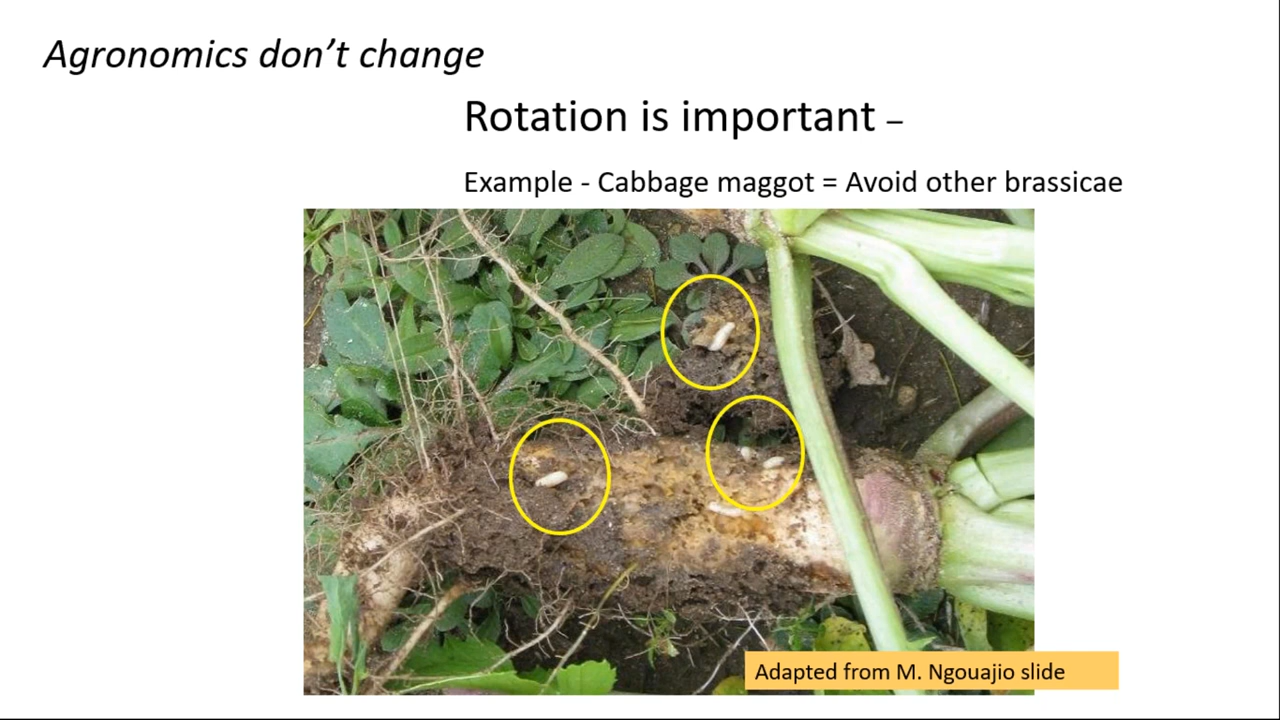 Agronomics don’t change
Rotation is important –
Example - Cabbage maggot = Avoid other brassicae
Adapted from M. Ngouajio slide